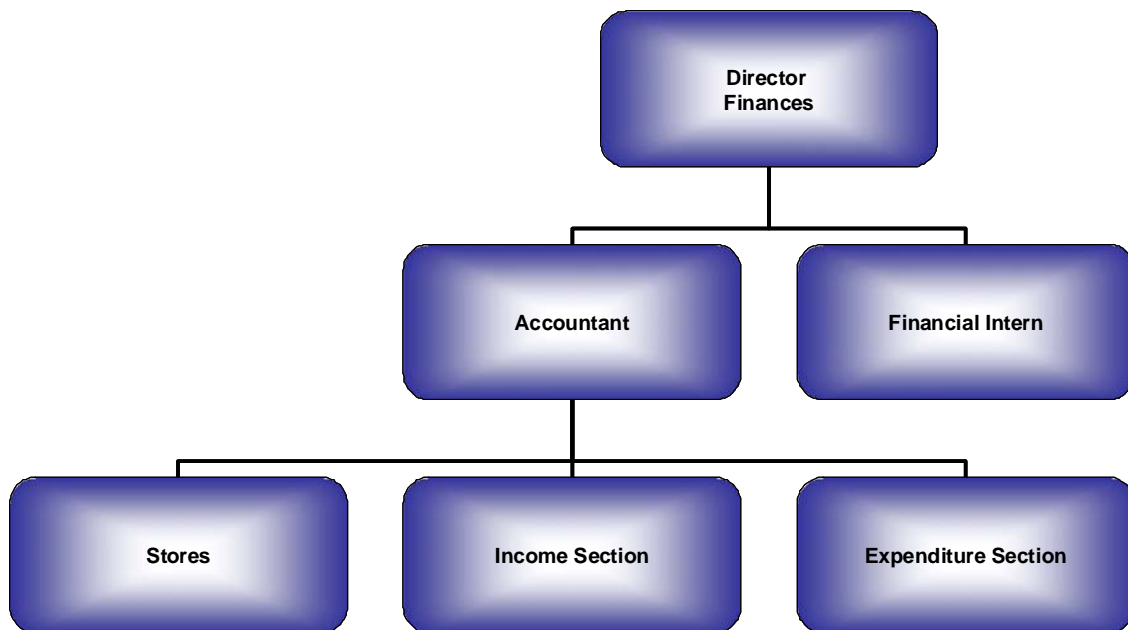 Director
Finances
Accountant
Financial Intern
Stores
Income Section
Expenditure Section